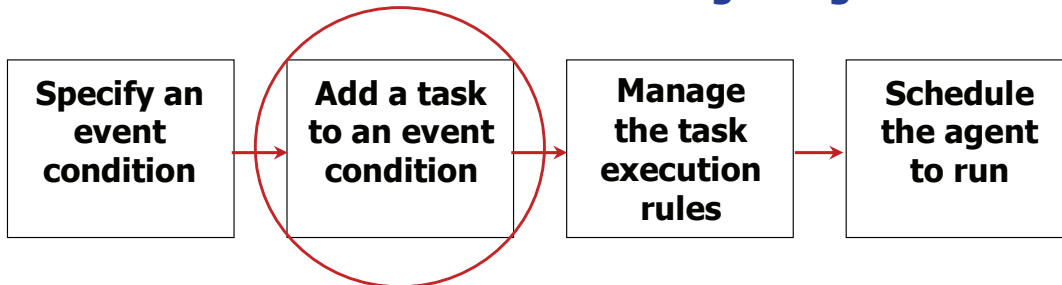 Specify an
event
condition
Add a task
to an event
condition
Manage
the task
execution
rules
Schedule
the agent
to run